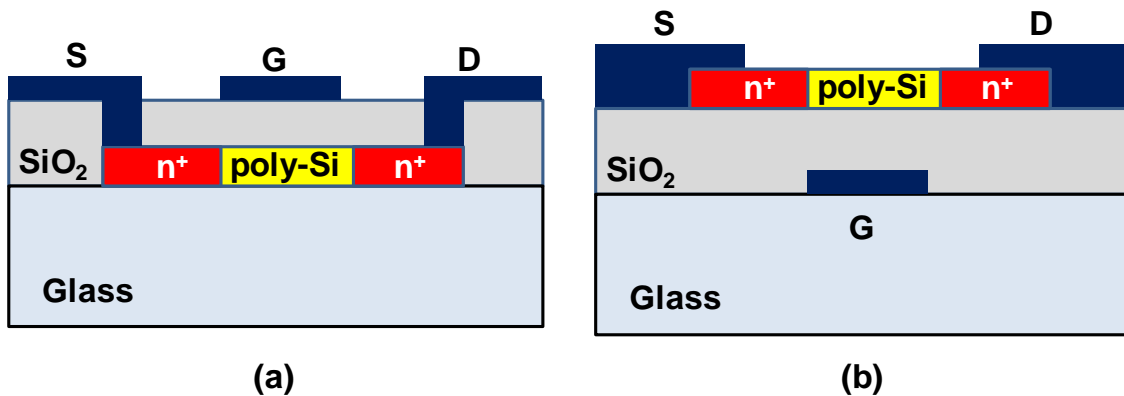 S G D
n⁺ poly-Si n⁺
SiO₂
Glass
(a)
S D
n⁺ poly-Si n⁺
SiO₂
G
Glass
(b)